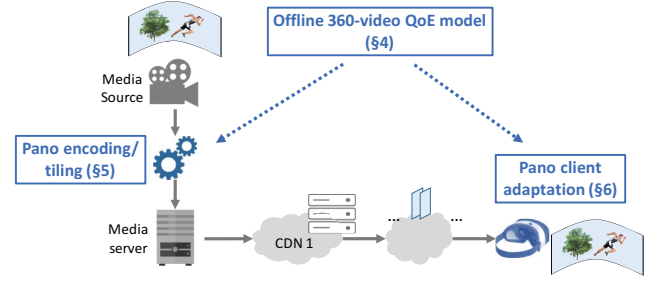 Offline 360-video QoE model
(§4)
Media
Source
Pano encoding/
tiling (§5)
Pano client
adaptation (§6)
Media
server
CDN 1
... ...